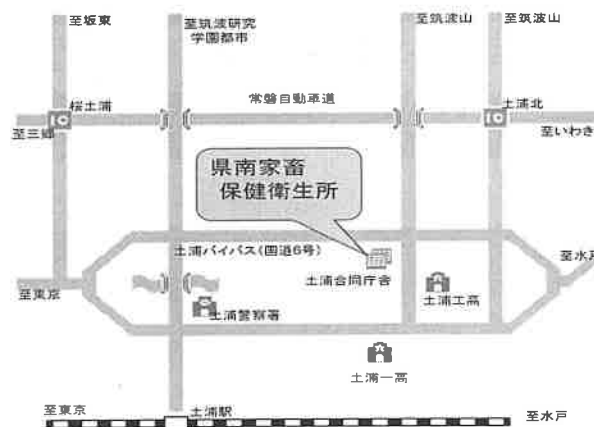 至坂東
至筑波研究
学園都市
至筑波山
至筑波山
桜土浦
常磐自動車道
土浦北
至三郷
至いわき
県南家畜
保健衛生所
土浦バイパス(国道6号)
至水戸
至東京
土浦合同庁舎
土浦工高
土浦警察署
土浦一高
至東京
土浦駅
至水戸